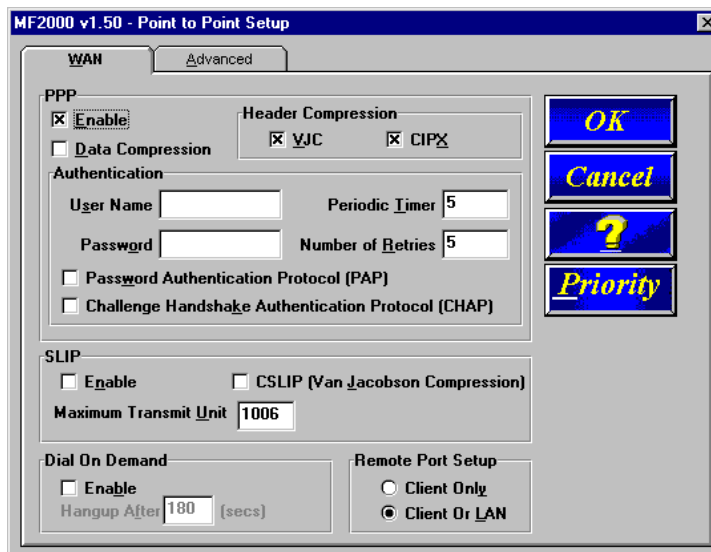 MF2000 v1.50 - Point to Point Setup
WAN
Advanced
PPP
Enable
Data Compression
Header Compression
VJC
CIPX
Authentication
User Name
Periodic Timer 5
Password
Number of Retries 5
Password Authentication Protocol (PAP)
Challenge Handshake Authentication Protocol (CHAP)
SLIP
Enable
CSLIP (Van Jacobson Compression)
Maximum Transmit Unit 1006
Dial On Demand
Enable
Hangup After 180 (secs)
Remote Port Setup
Client Only
Client Or LAN
OK
Cancel
?
Priority